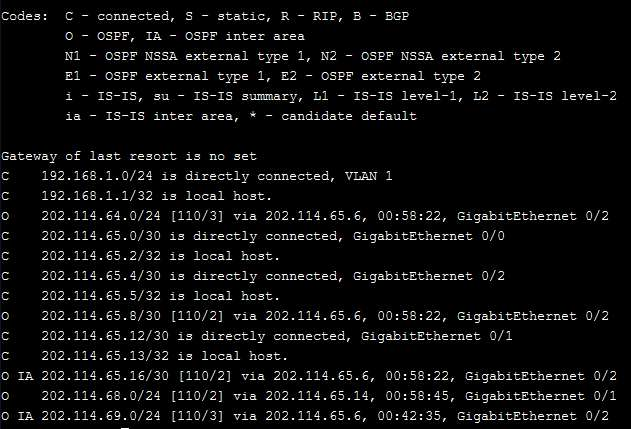 Codes:  C - connected, S - static, R - RIP, B - BGP
        O - OSPF, IA - OSPF inter area
        N1 - OSPF NSSA external type 1, N2 - OSPF NSSA external type 2
        E1 - OSPF external type 1, E2 - OSPF external type 2
        i - IS-IS, su - IS-IS summary, L1 - IS-IS level-1, L2 - IS-IS level-2
        ia - IS-IS inter area, * - candidate default

Gateway of last resort is no set
C    192.168.1.0/24 is directly connected, VLAN 1
C    192.168.1.1/32 is local host.
O    202.114.64.0/24 [110/3] via 202.114.65.6, 00:58:22, GigabitEthernet 0/2
C    202.114.65.0/30 is directly connected, GigabitEthernet 0/0
C    202.114.65.2/32 is local host.
C    202.114.65.4/30 is directly connected, GigabitEthernet 0/2
C    202.114.65.5/32 is local host.
O    202.114.65.8/30 [110/2] via 202.114.65.6, 00:58:22, GigabitEthernet 0/2
C    202.114.65.12/30 is directly connected, GigabitEthernet 0/1
C    202.114.65.13/32 is local host.
O IA 202.114.65.16/30 [110/2] via 202.114.65.6, 00:58:22, GigabitEthernet 0/2
O IA 202.114.68.0/24 [110/2] via 202.114.65.14, 00:58:45, GigabitEthernet 0/1
O IA 202.114.69.0/24 [110/3] via 202.114.65.6, 00:42:35, GigabitEthernet 0/2